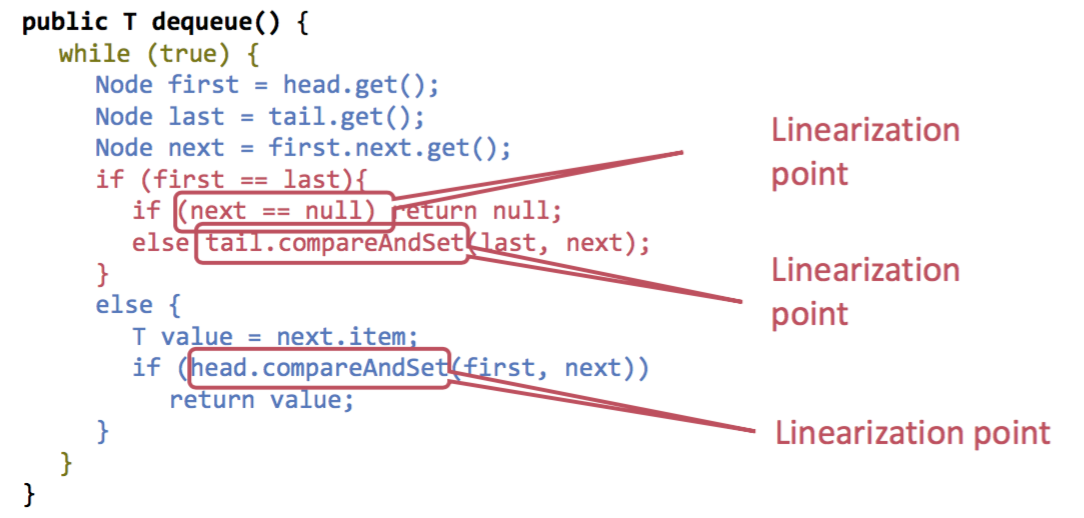 public T dequeue() {
while (true) {
Node first = head.get();
Node last = tail.get();
Node next = first.next.get();
if (first == last){
if (next == null) return null;
else tail.compareAndSet(last, next);
}
else {
T value = next.item;
if (head.compareAndSet(first, next))
return value;
}
}
}
Linearization
point
Linearization
point
Linearization point